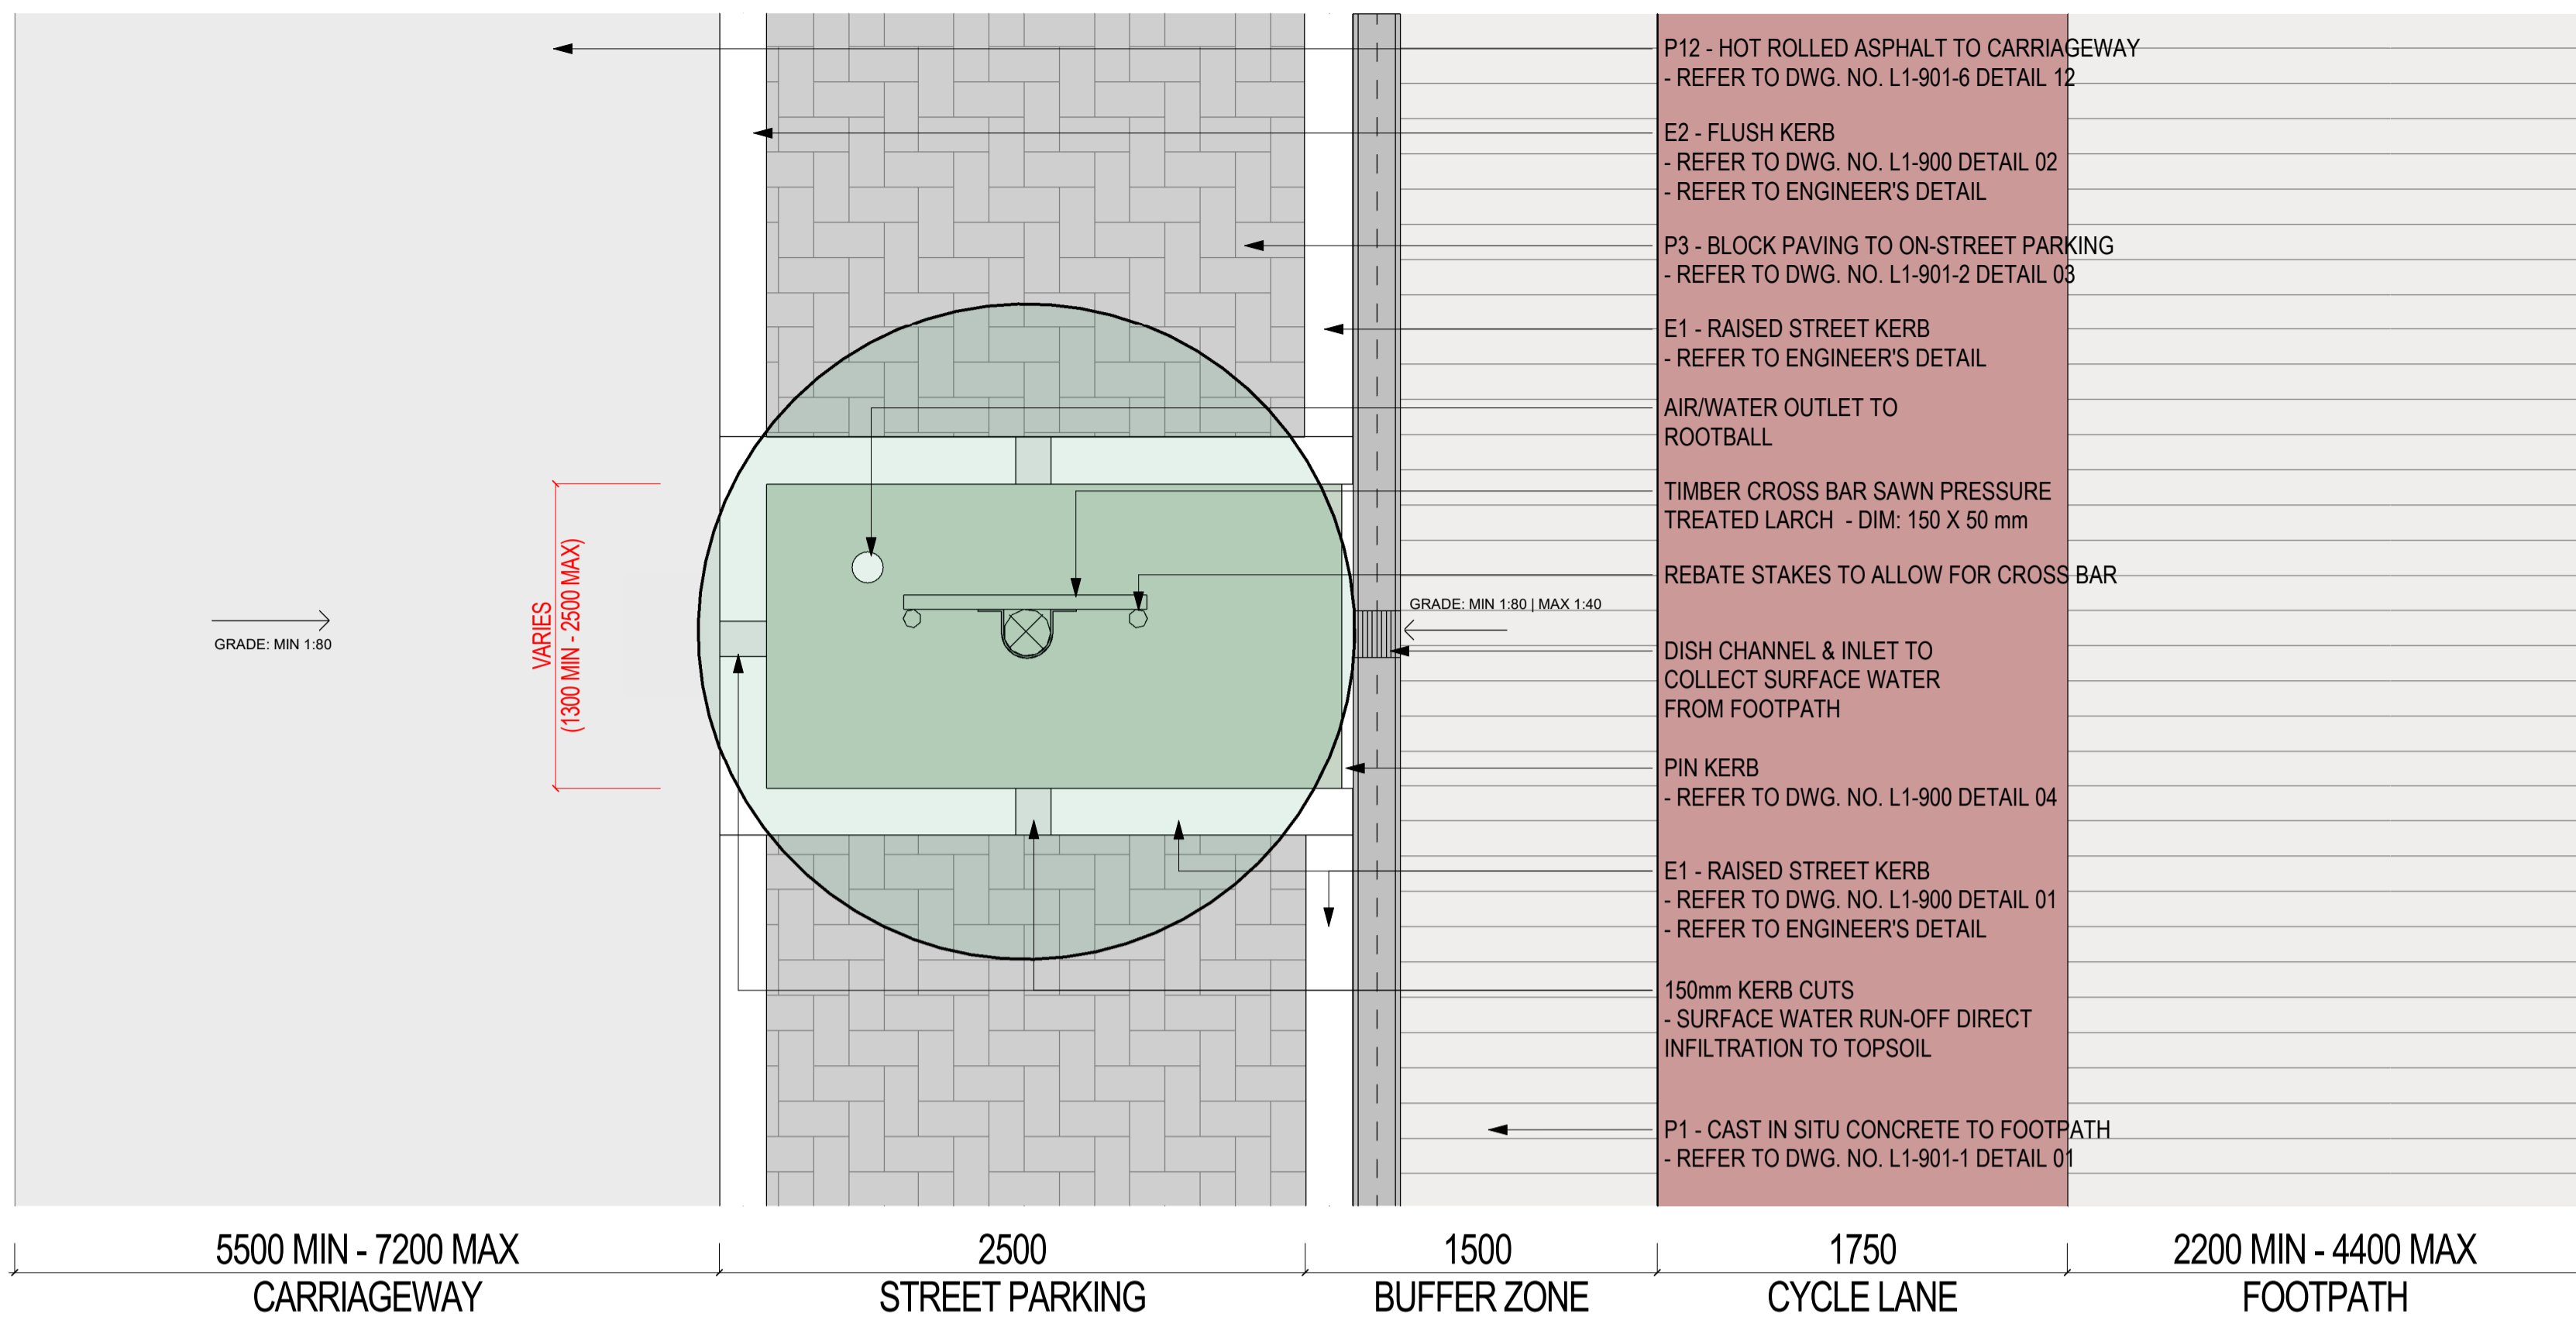 P12 - HOT ROLLED ASPHALT TO CARRIAGEWAY
- REFER TO DWG. NO. L1-901-6 DETAIL 12
E2 - FLUSH KERB
- REFER TO DWG. NO. L1-900 DETAIL 02
- REFER TO ENGINEER'S DETAIL
P3 - BLOCK PAVING TO ON-STREET PARKING
- REFER TO DWG. NO. L1-901-2 DETAIL 03
E1 - RAISED STREET KERB
- REFER TO ENGINEER'S DETAIL
AIR/WATER OUTLET TO
ROOTBALL
TIMBER CROSS BAR SAWN PRESSURE
TREATED LARCH - DIM: 150 X 50 mm
REBATE STAKES TO ALLOW FOR CROSS BAR
GRADE: MIN 1:80 | MAX 1:40
GRADE: MIN 1:80
VARIES
(1300 MIN - 2500 MAX)
DISH CHANNEL & INLET TO
COLLECT SURFACE WATER
FROM FOOTPATH
PIN KERB
- REFER TO DWG. NO. L1-900 DETAIL 04
E1 - RAISED STREET KERB
- REFER TO DWG. NO. L1-900 DETAIL 01
- REFER TO ENGINEER'S DETAIL
150mm KERB CUTS
- SURFACE WATER RUN-OFF DIRECT
INFILTRATION TO TOPSOIL
P1 - CAST IN SITU CONCRETE TO FOOTPATH
- REFER TO DWG. NO. L1-901-1 DETAIL 01
5500 MIN - 7200 MAX
CARRIAGEWAY
2500
STREET PARKING
1500
BUFFER ZONE
1750
CYCLE LANE
2200 MIN - 4400 MAX
FOOTPATH